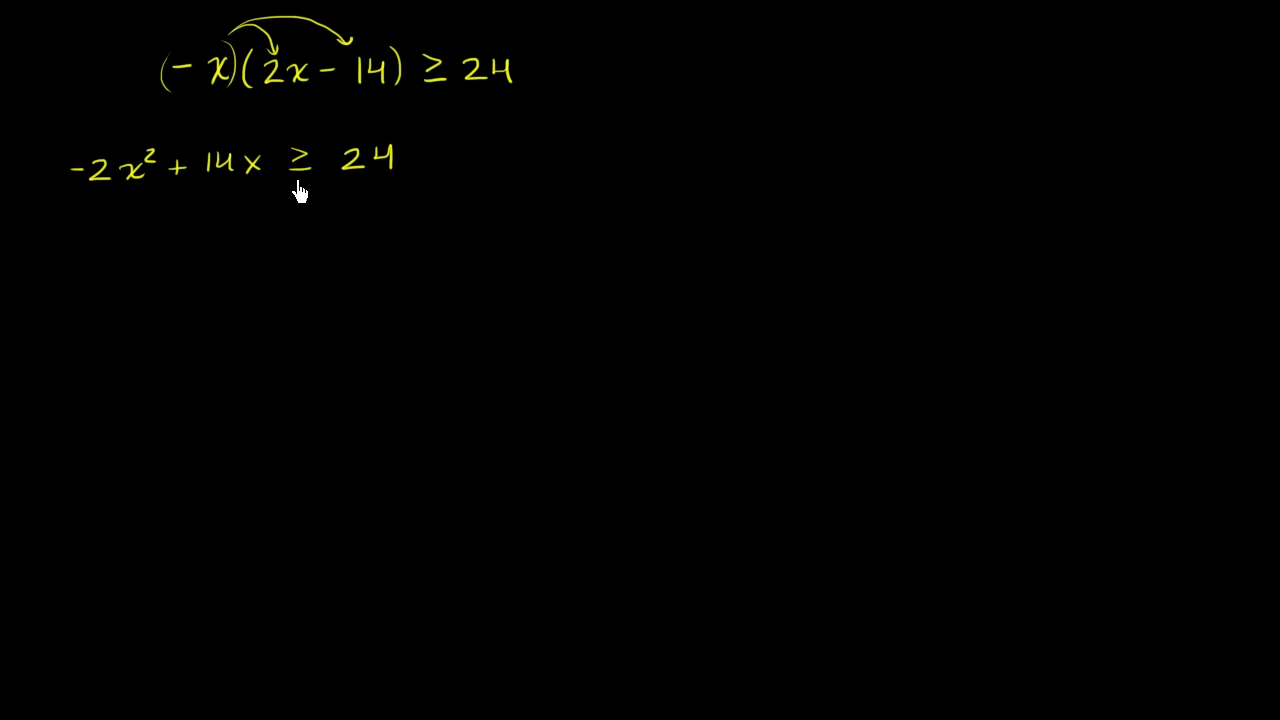 (- x)(2x - 14) ≥ 24
-2x² + 14x ≥ 24